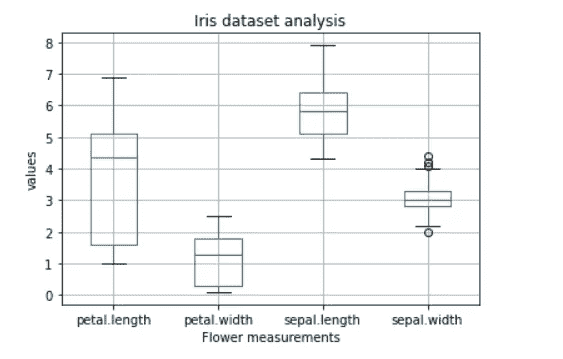 Iris dataset analysis
8
7
6
5
4
3
2
1
0
values
petal.length petal.width sepal.length sepal.width
Flower measurements